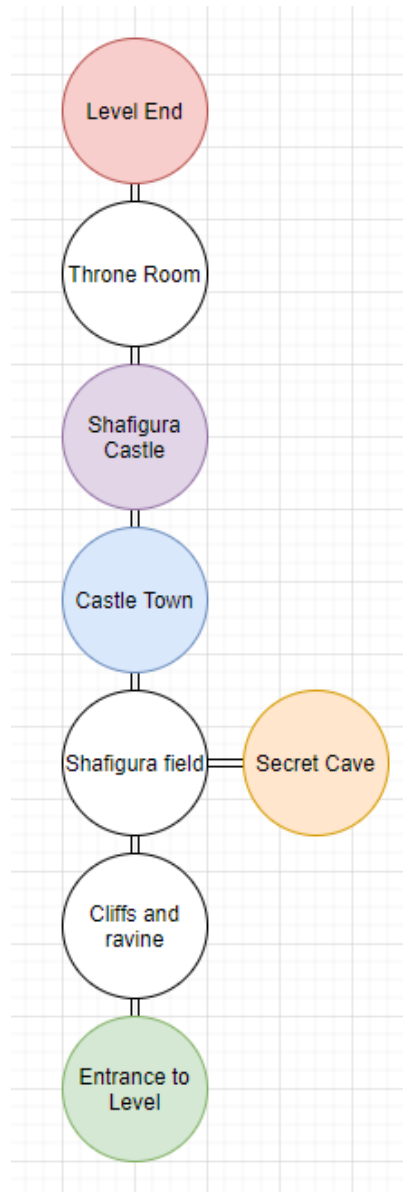 Level End
Throne Room
Shafigura
Castle
Castle Town
Shafigura field
Secret Cave
Cliffs and
ravine
Entrance to
Level